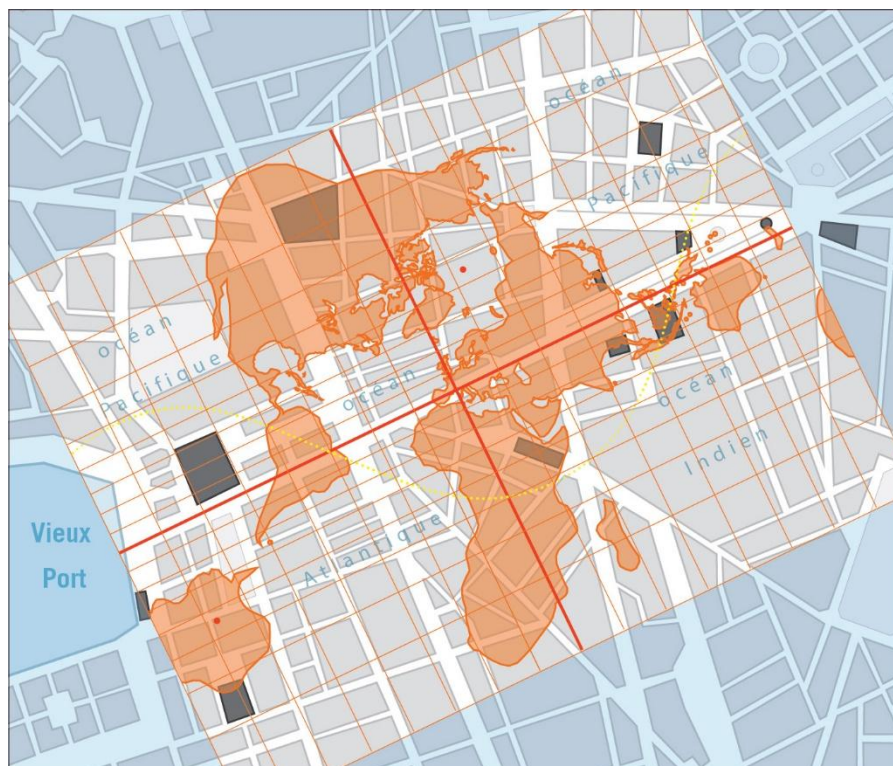 océan
Pacifique
océan
Pacifique
océan
océan
Indien
Atlantique
Vieux
Port